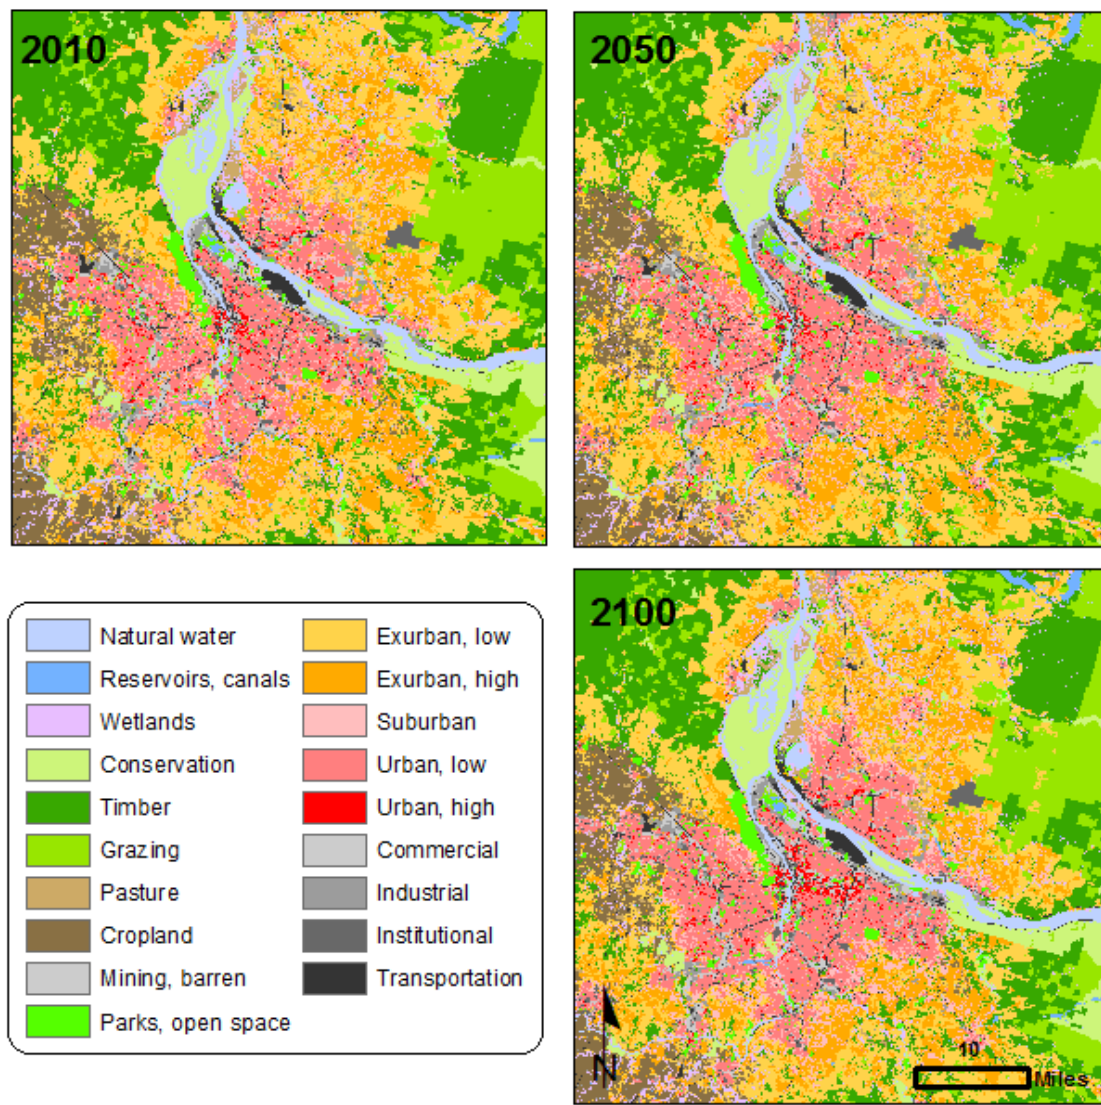 2010
2050
2100
Natural water
Reservoirs, canals
Wetlands
Conservation
Timber
Grazing
Pasture
Cropland
Mining, barren
Parks, open space
Exurban, low
Exurban, high
Suburban
Urban, low
Urban, high
Commercial
Industrial
Institutional
Transportation
N
10
Miles